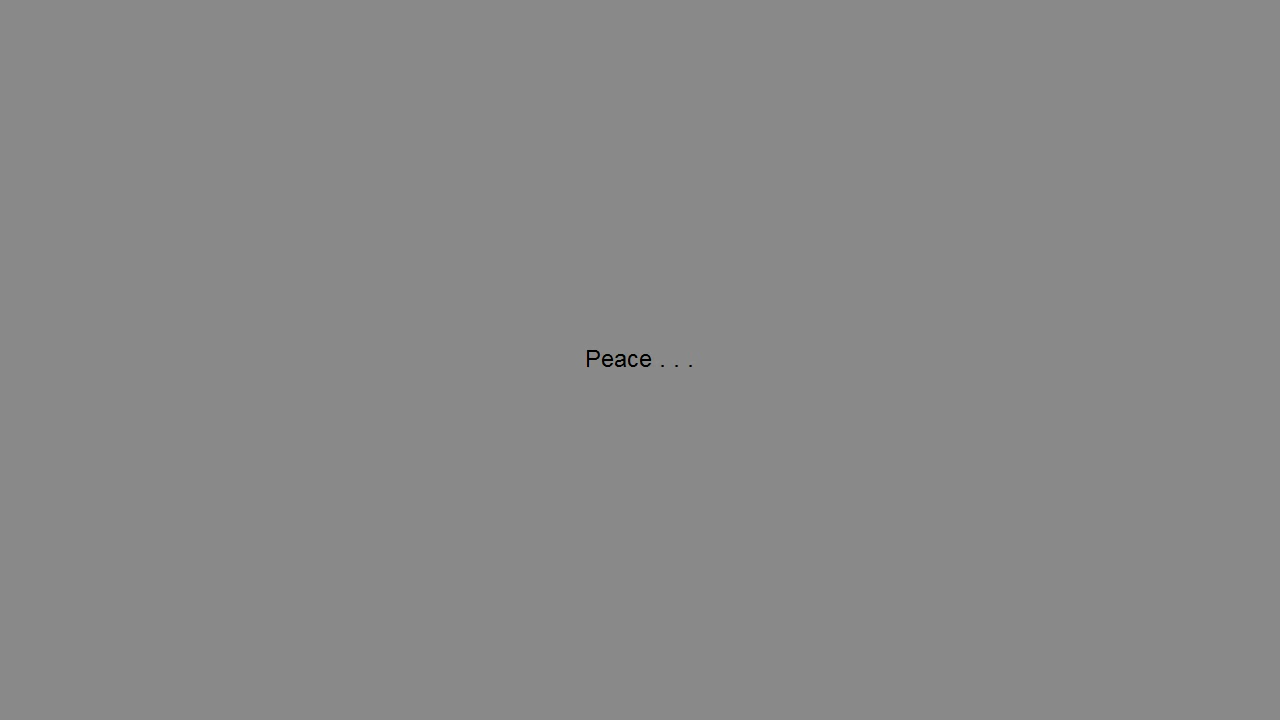 Peace . . .